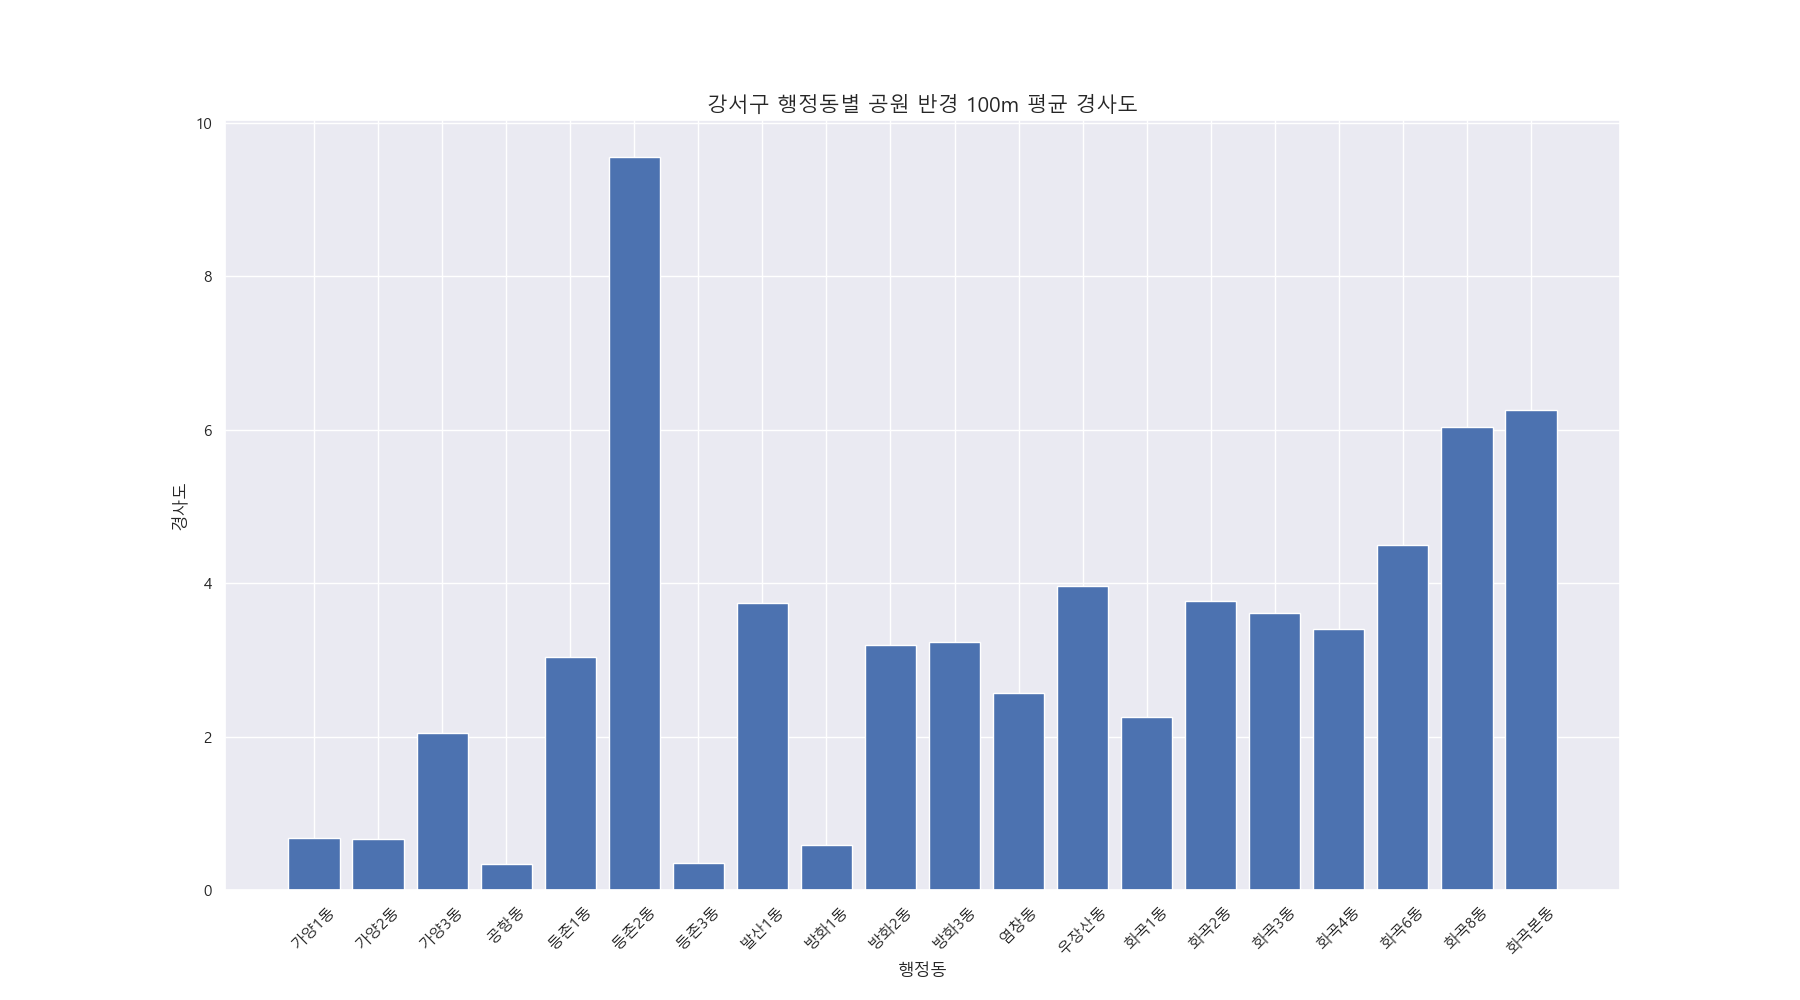 강서구 행정동별 공원 반경 100m 평균 경사도
10
8
6
4
2
0
경사도
가양1동
가양2동
가양3동
공항동
등촌1동
등촌2동
등촌3동
발산1동
방화1동
방화2동
방화3동
염창동
우장산동
화곡1동
화곡2동
화곡3동
화곡4동
화곡6동
화곡8동
화곡본동
행정동